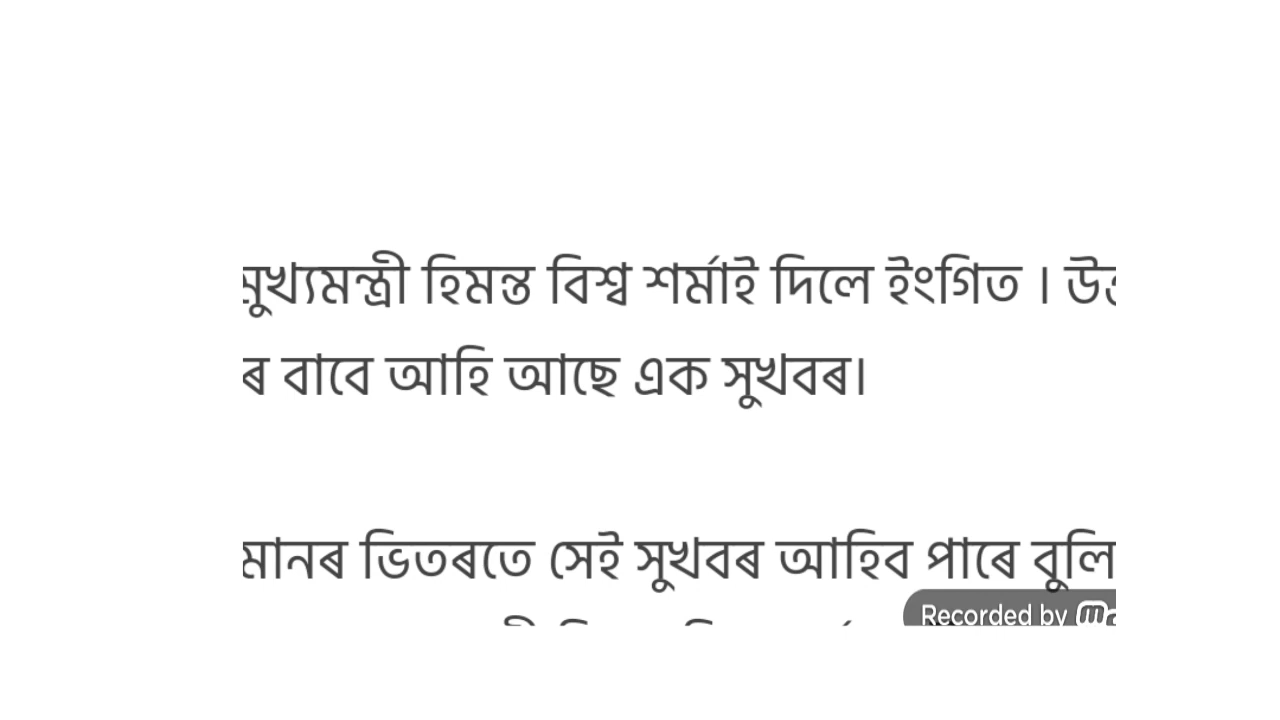 মুখ্যমন্ত্ৰী হিমন্ত বিশ্ব শৰ্মাই দিলে ইংগিত ।
ৰ বাবে আহি আছে এক সুখবৰ।
মানৰ ভিতৰতে সেই সুখবৰ আহিব পাৰে বুলি
Recorded by